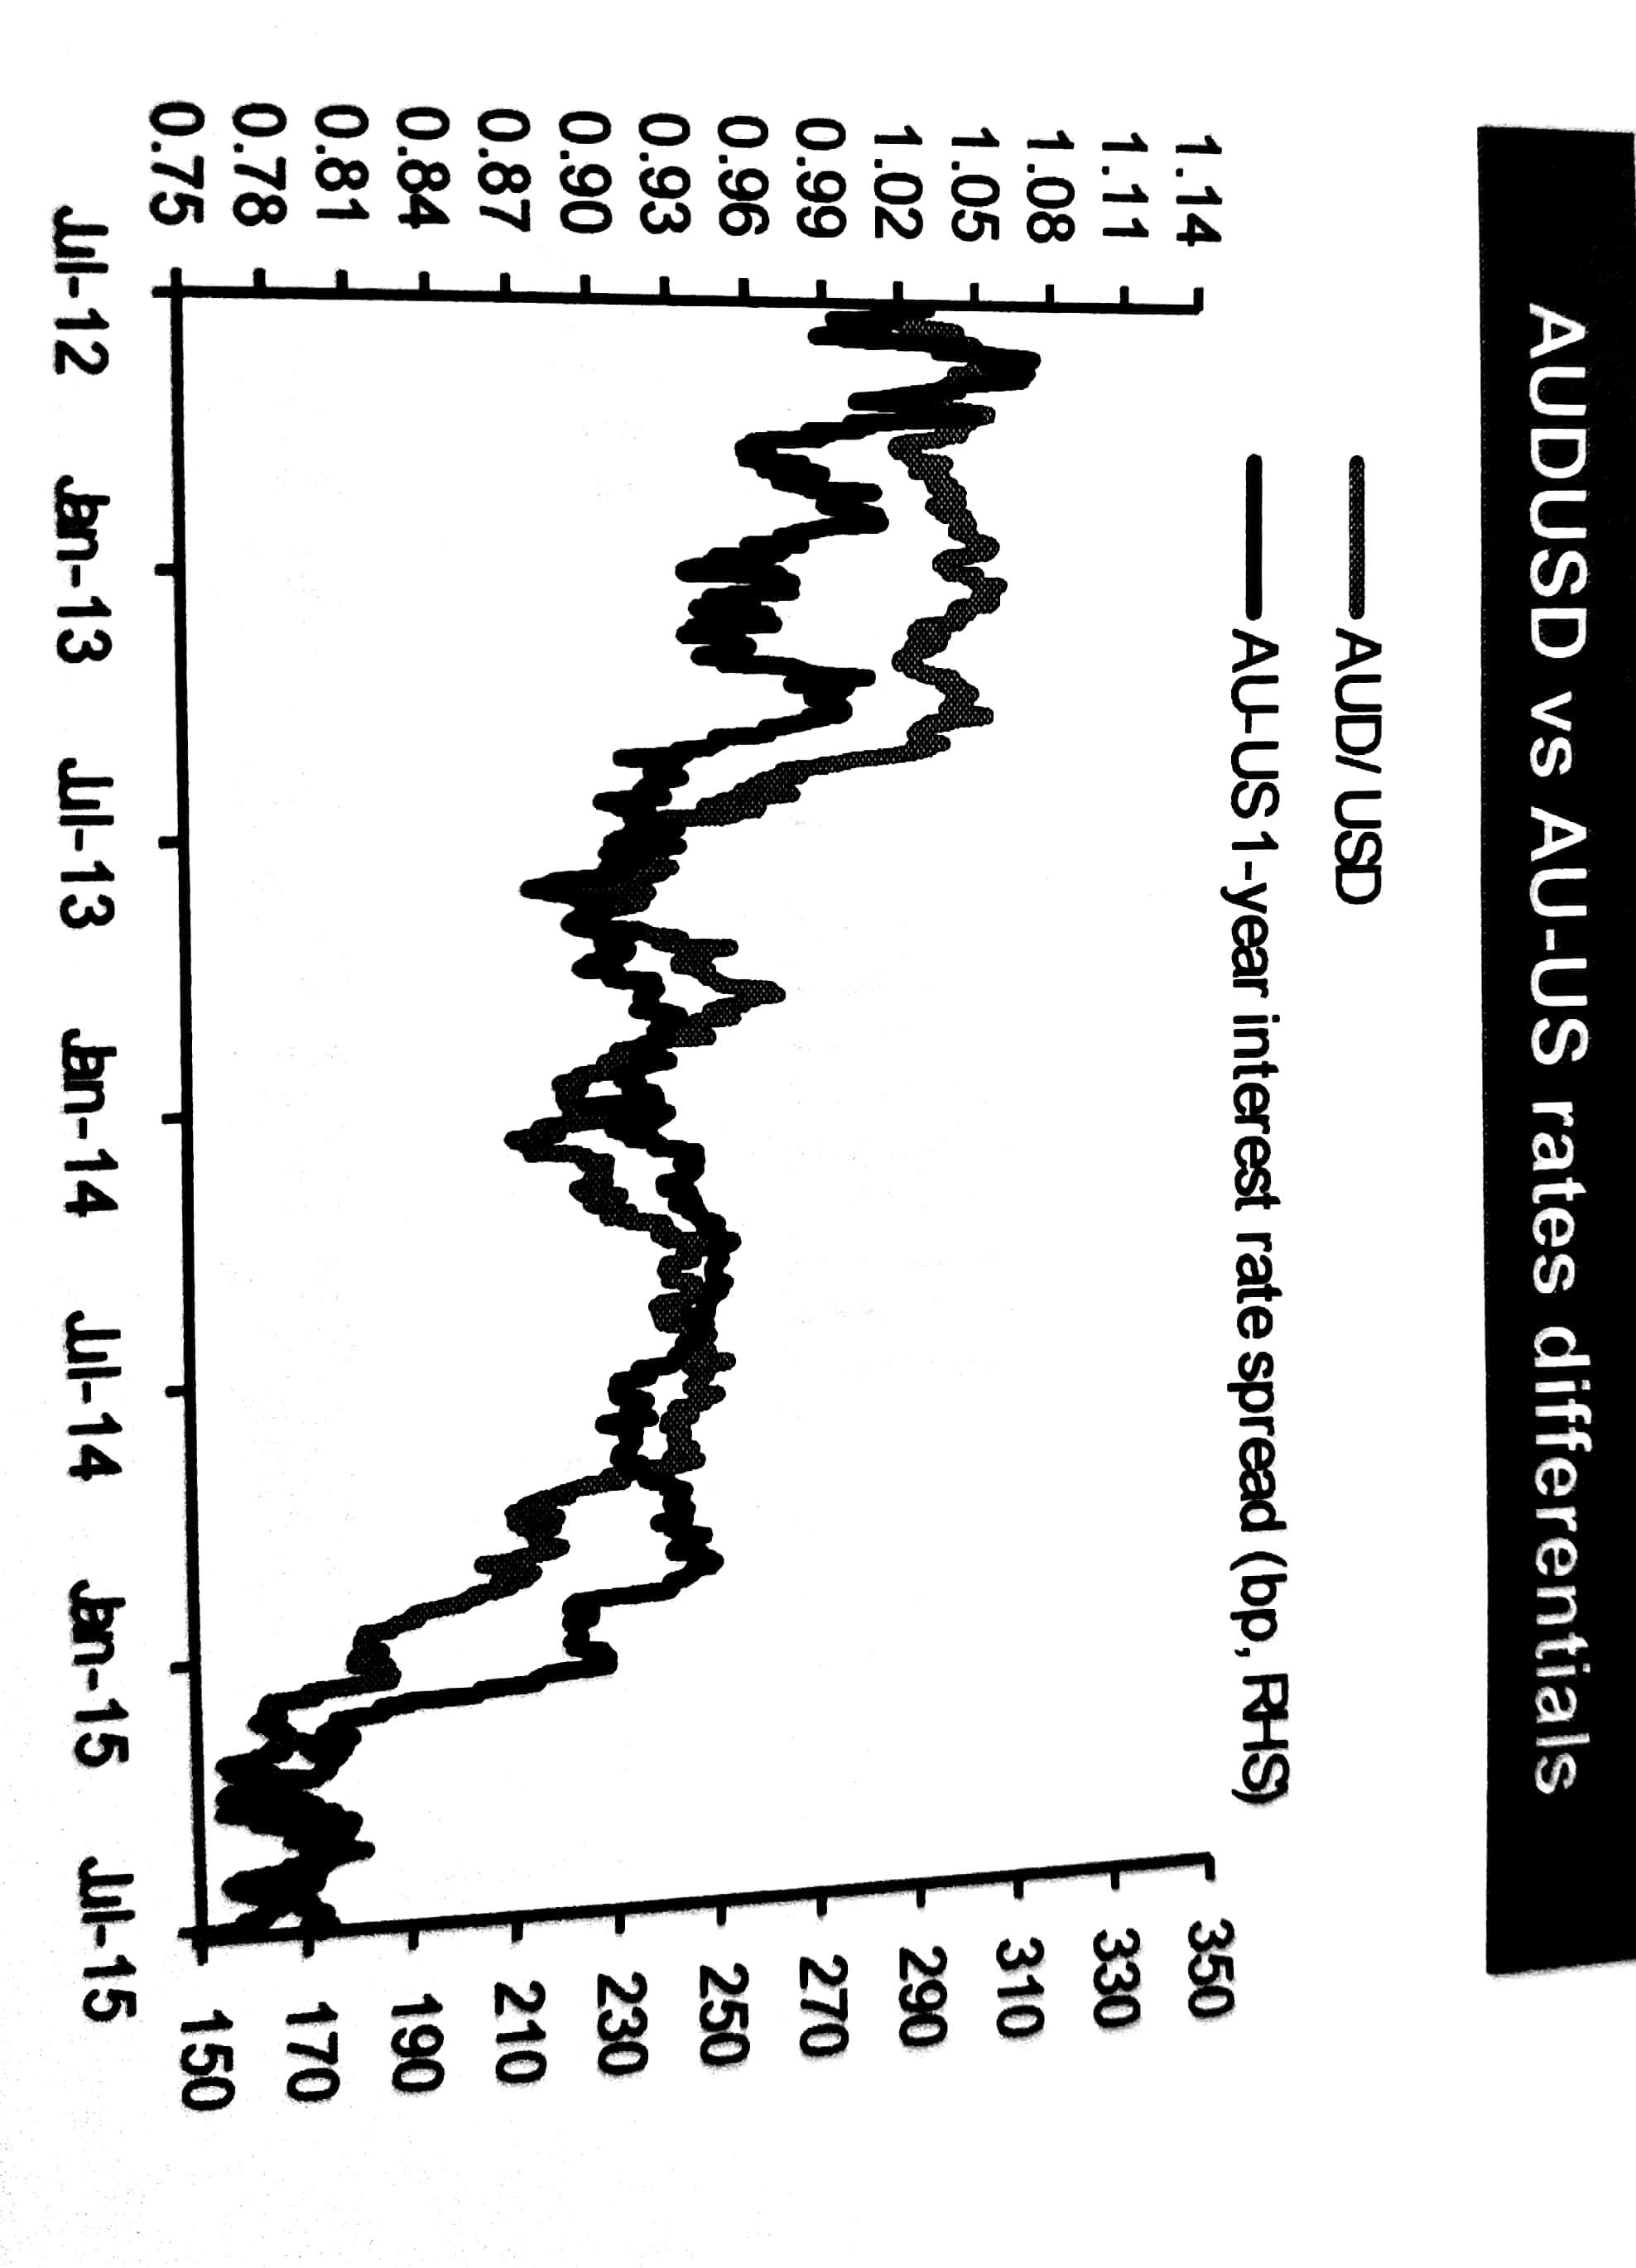 AUDUSD vs AU-US rates differentials
AUD/ USD
AU-US 1-year interest rate spread (bp, RHS)
1.14
1.11
1.08
1.05
1.02
0.99
0.96
0.93
0.90
0.87
0.84
0.81
0.78
0.75
350
330
310
290
270
250
230
210
190
170
150
Jul-12
Jan-13
Jul-13
Jan-14
Jul-14
Jan-15
Jul-15